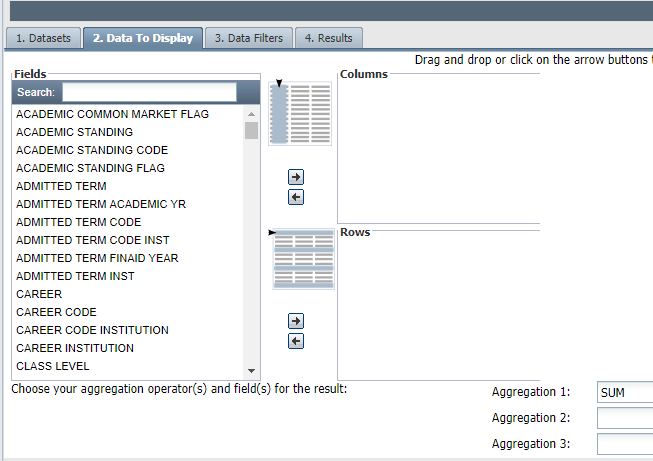 1. Datasets
2. Data To Display
3. Data Filters
4. Results
Drag and drop or click on the arrow buttons
Fields
Columns
Search:
ACADEMIC COMMON MARKET FLAG
ACADEMIC STANDING
ACADEMIC STANDING CODE
ACADEMIC STANDING FLAG
ADMITTED TERM
ADMITTED TERM ACADEMIC YR
ADMITTED TERM CODE
ADMITTED TERM CODE INST
ADMITTED TERM FINAID YEAR
ADMITTED TERM INST
CAREER
CAREER CODE
CAREER CODE INSTITUTION
CAREER INSTITUTION
CLASS LEVEL
Rows
Choose your aggregation operator(s) and field(s) for the result:
Aggregation 1: SUM
Aggregation 2:
Aggregation 3: